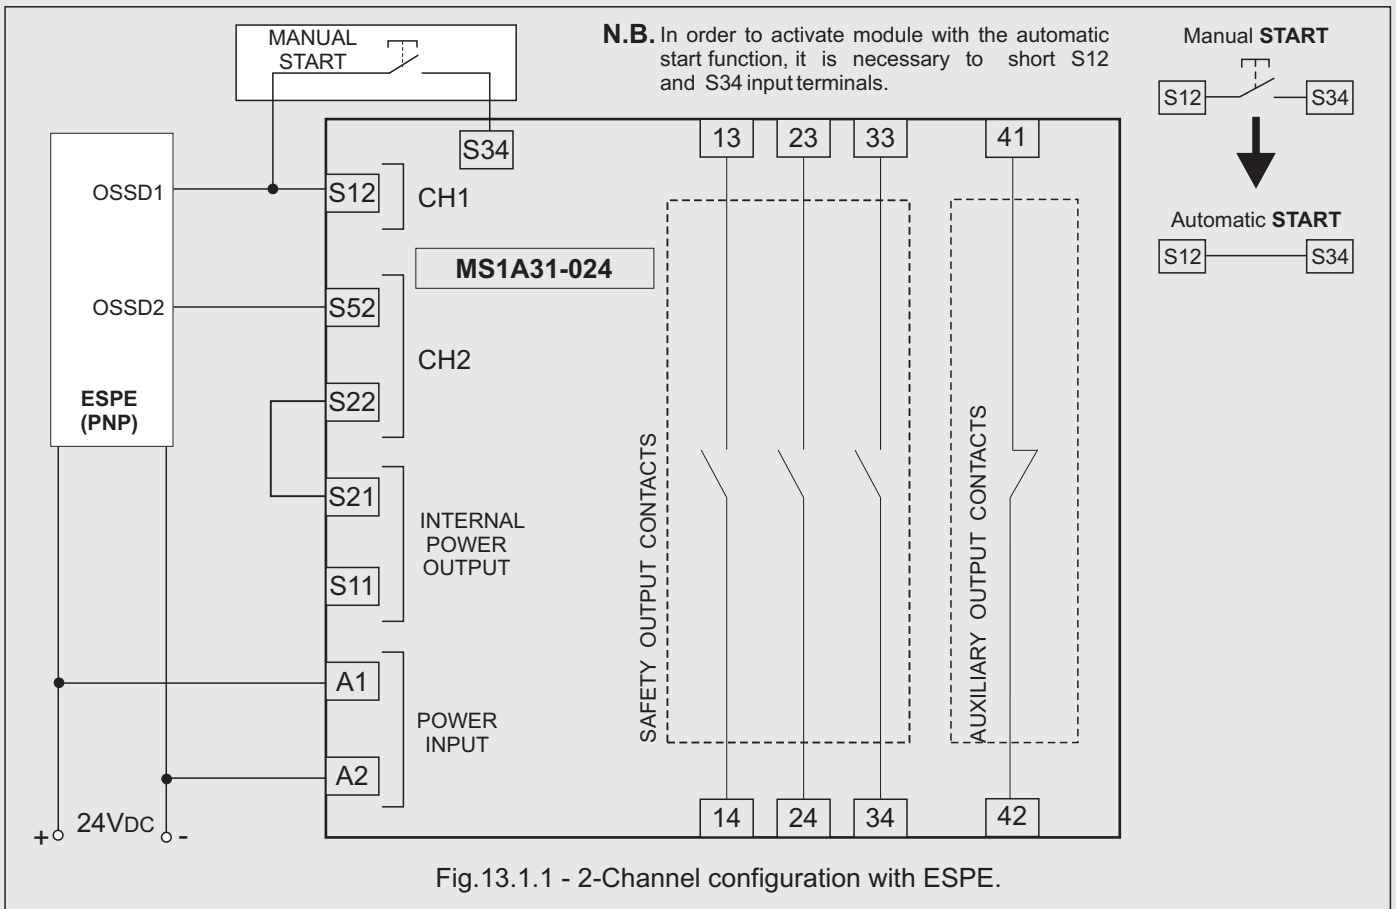 MANUAL
START
N.B. In order to activate module with the automatic
start function, it is necessary to short S12
and S34 input terminals.
Manual START
S12
S34
Automatic START
S12
S34
S34
13
23
33
41
OSSD1
S12
CH1
MS1A31-024
OSSD2
S52
CH2
S22
ESPE
(PNP)
S21
INTERNAL
POWER
OUTPUT
S11
A1
POWER
INPUT
A2
SAFETY OUTPUT CONTACTS
AUXILIARY OUTPUT CONTACTS
14
24
34
42
+ 24VDC -
Fig.13.1.1 - 2-Channel configuration with ESPE.